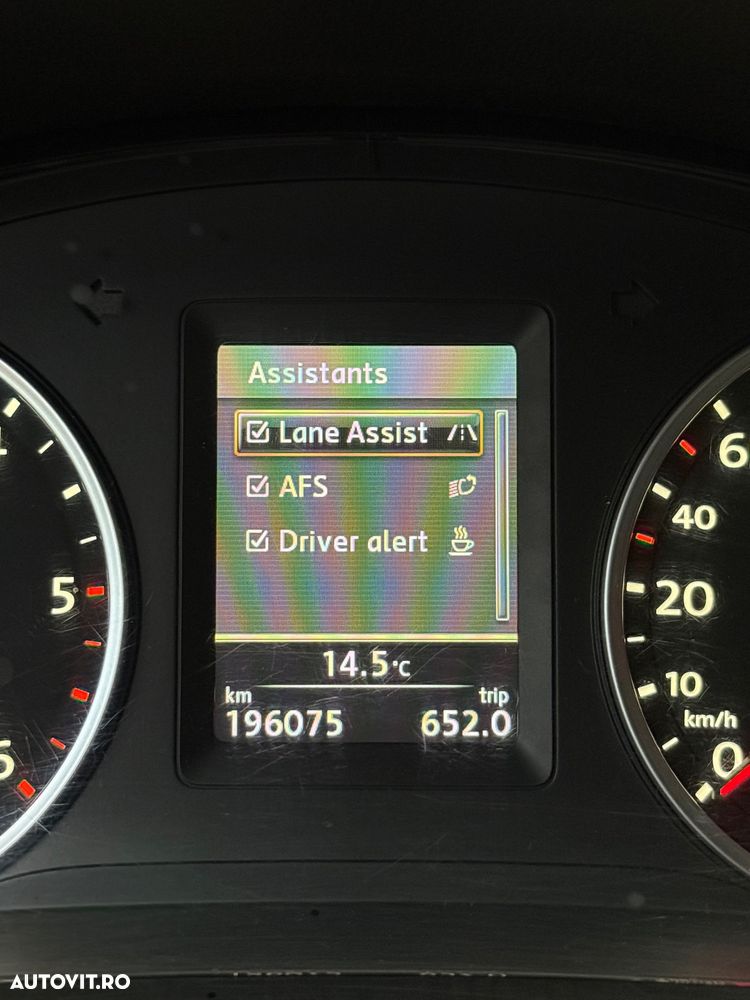 Assistants
Lane Assist
AFS
Driver alert
14.5°C
km trip
196075 652.0
5
6
40
20
10
km/h
0
AUTOVIT.RO